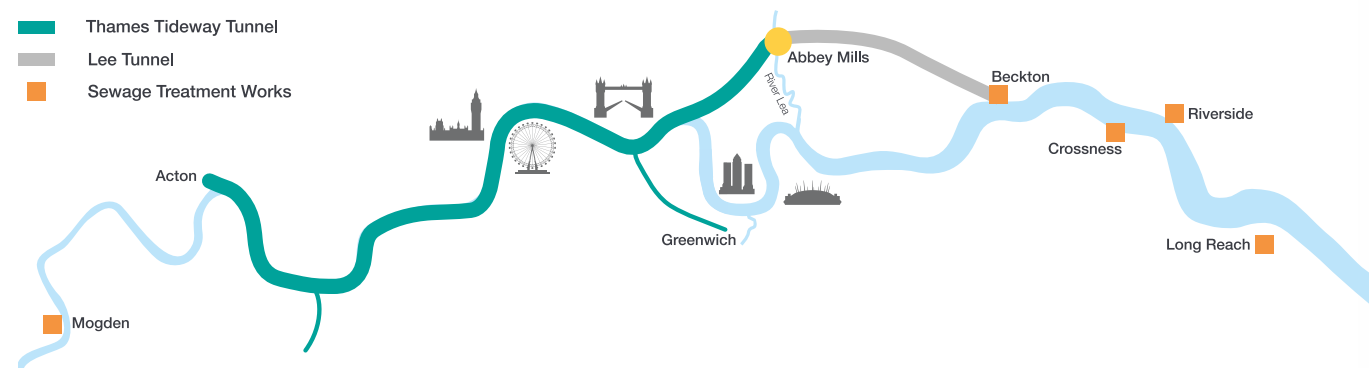 Thames Tideway Tunnel
Lee Tunnel
Sewage Treatment Works
Abbey Mills
River Lea
Beckton
Riverside
Crossness
Acton
Greenwich
Long Reach
Mogden